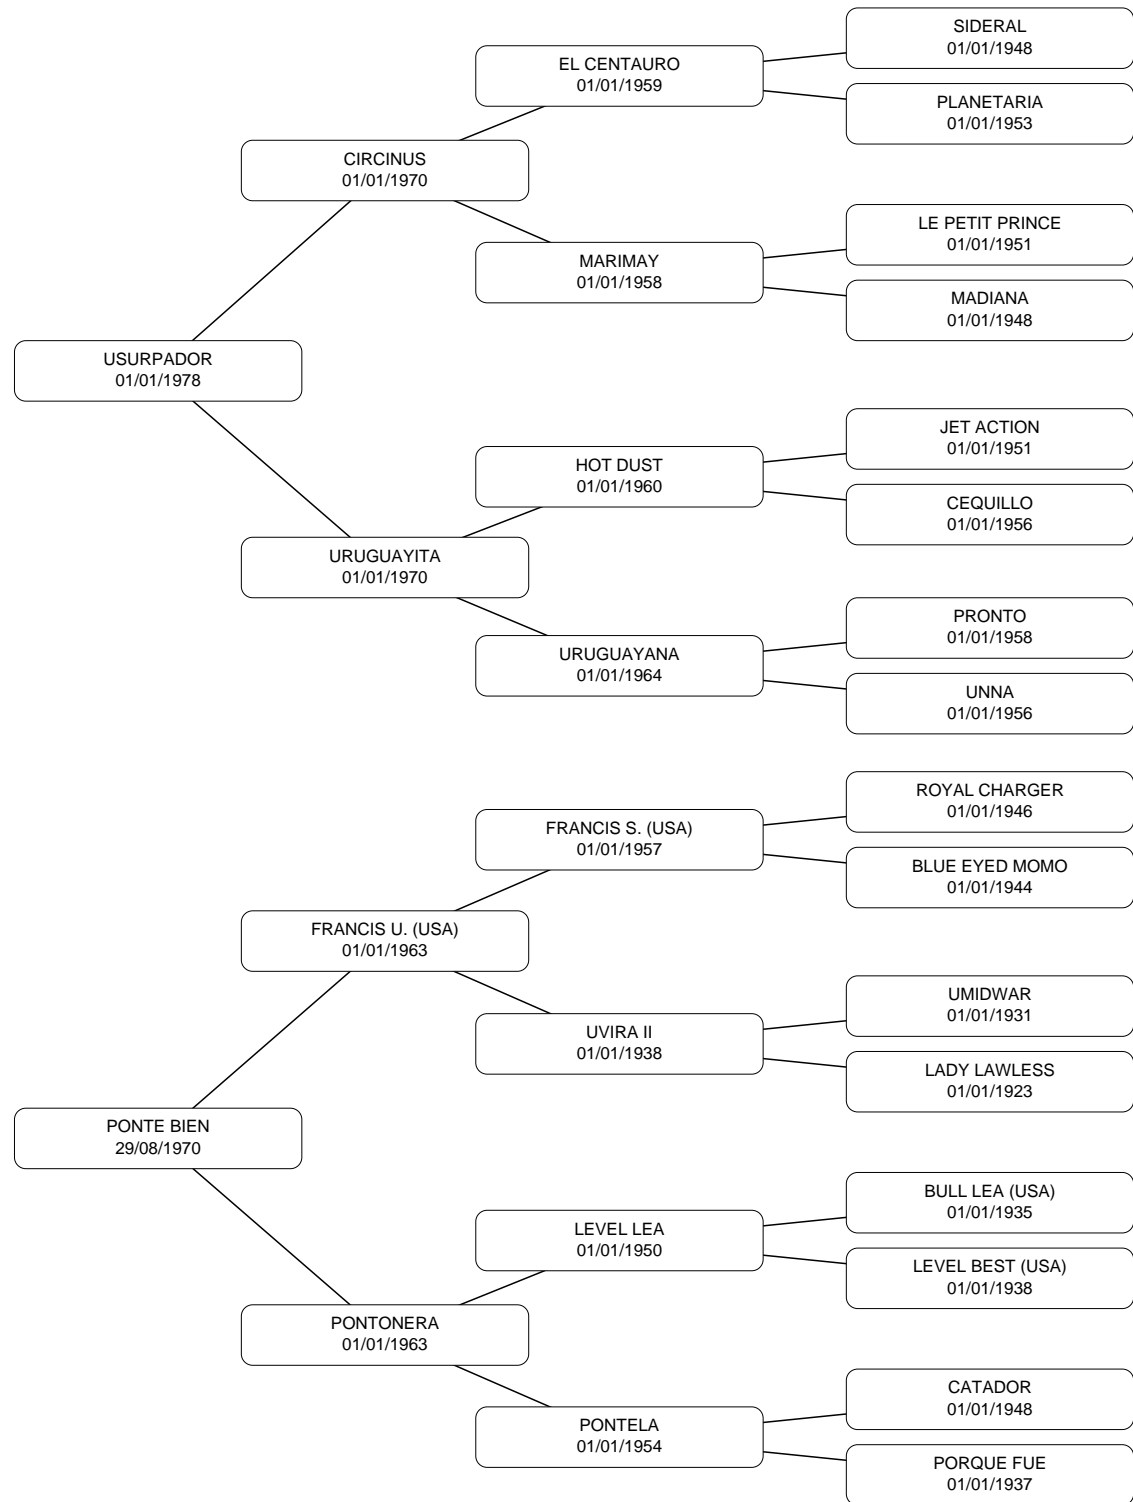 SIDERAL
01/01/1948
EL CENTAURO
01/01/1959
PLANETARIA
01/01/1953
CIRCINUS
01/01/1970
LE PETIT PRINCE
01/01/1951
MARIMAY
01/01/1958
MADIANA
01/01/1948
USURPADOR
01/01/1978
JET ACTION
01/01/1951
HOT DUST
01/01/1960
CEQUILLO
01/01/1956
URUGUAYITA
01/01/1970
PRONTO
01/01/1958
URUGUAYANA
01/01/1964
UNNA
01/01/1956
ROYAL CHARGER
01/01/1946
FRANCIS S. (USA)
01/01/1957
BLUE EYED MOMO
01/01/1944
FRANCIS U. (USA)
01/01/1963
UMIDWAR
01/01/1931
UVIRA II
01/01/1938
LADY LAWLESS
01/01/1923
PONTE BIEN
29/08/1970
BULL LEA (USA)
01/01/1935
LEVEL LEA
01/01/1950
LEVEL BEST (USA)
01/01/1938
PONTONERA
01/01/1963
CATADOR
01/01/1948
PONTELA
01/01/1954
PORQUE FUE
01/01/1937